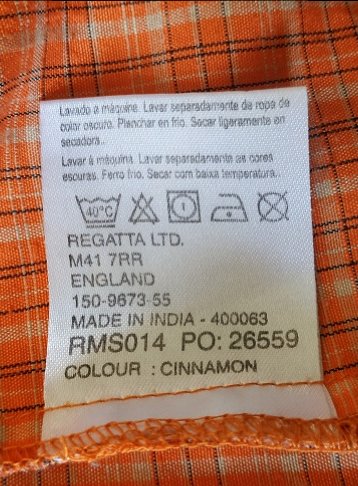 Lavado a máquina. Lavar separadamente de ropa de
color oscuro. Planchar en frio. Secar ligeramente en
secadora..
Lavar á máquina. Lavar separadamente as cores
escuras. Ferro frio. Secar com baixa temperatura..
40°C
REGATTA LTD.
M41 7RR
ENGLAND
150-9673-55
MADE IN INDIA - 400063
RMS014 PO: 26559
COLOUR : CINNAMON